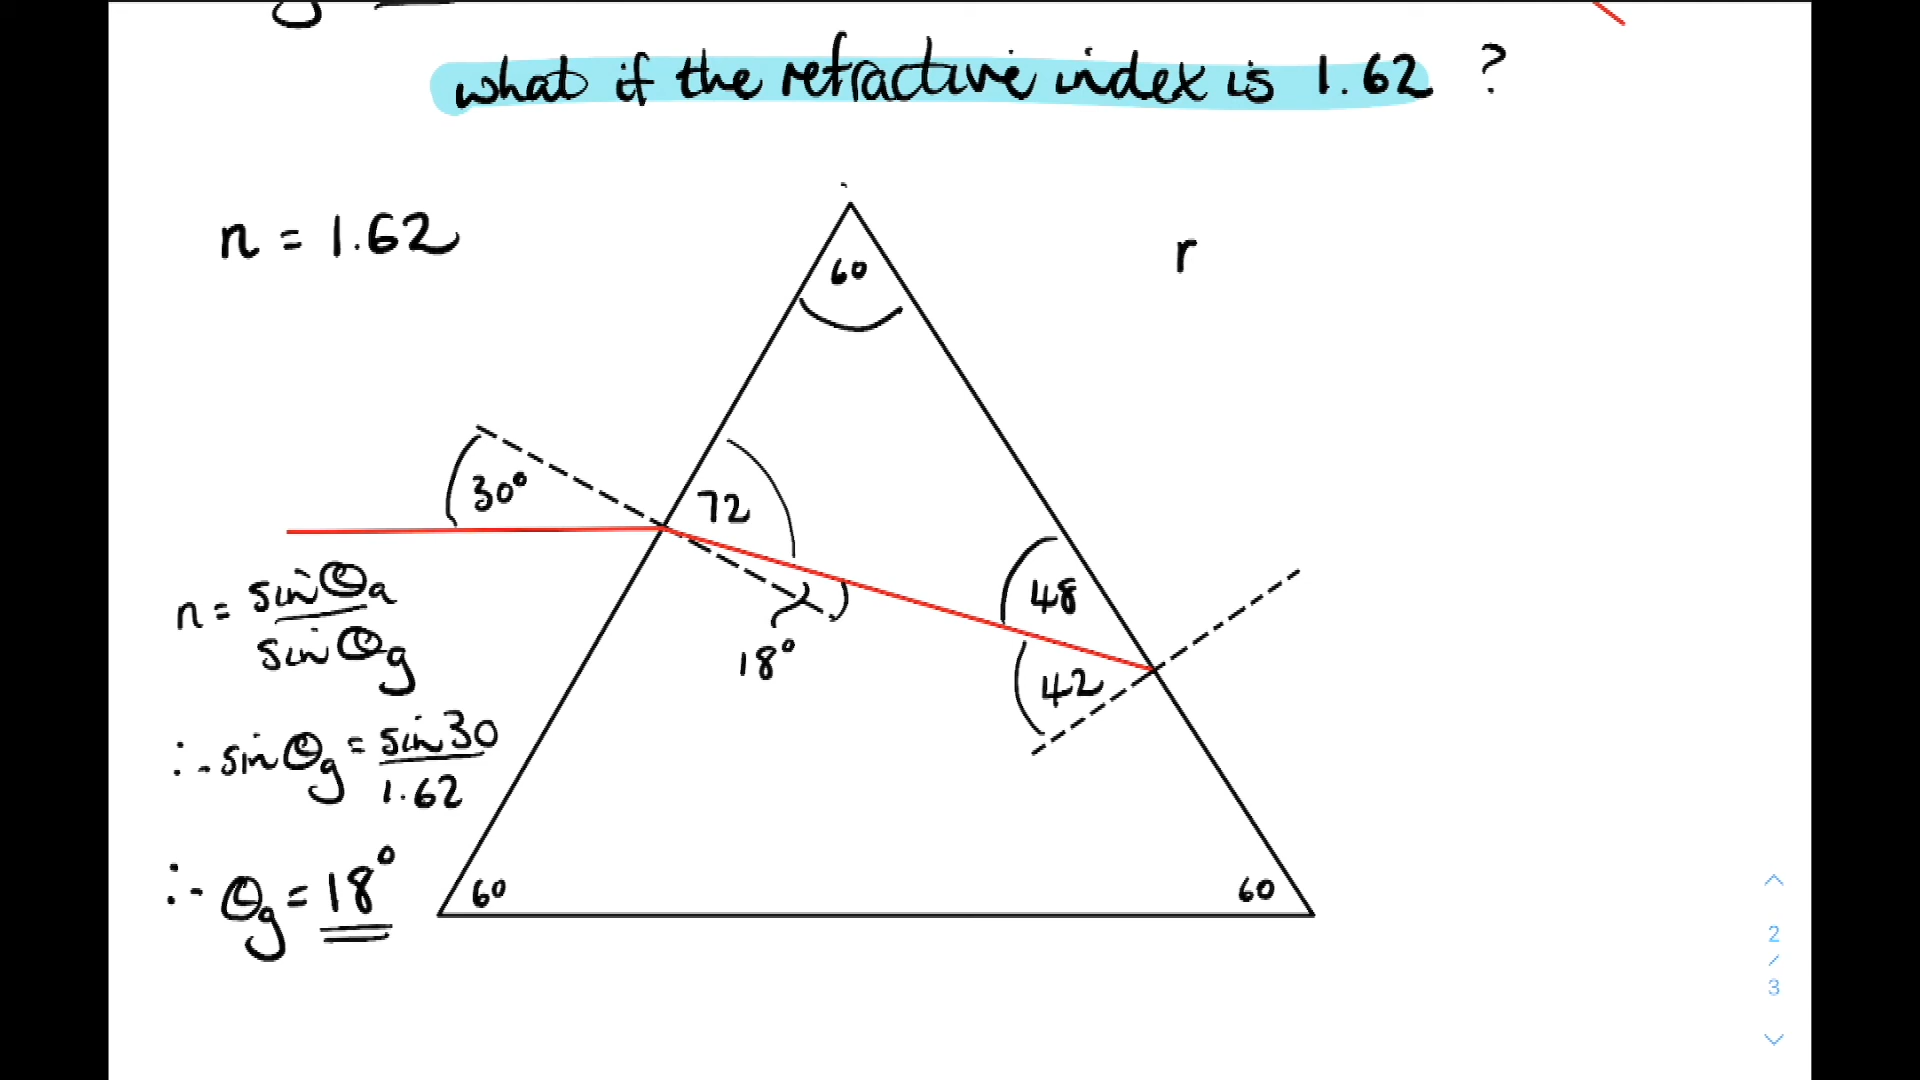 what if the refractive index is 1.62 ?
n = 1.62
60
r
30°
72
n = sinθa
sinθg
48
18°
42
∴ sinθg = sin30
1.62
∴ θg = 18°
60
60
2
/
3